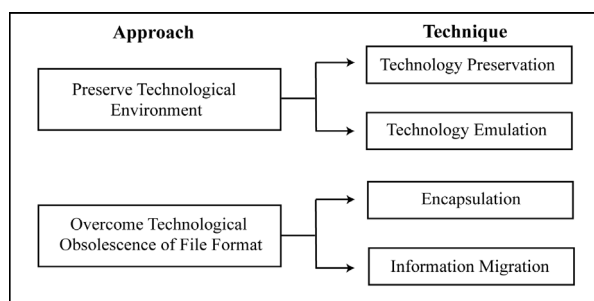 Approach
Technique
Preserve Technological
Environment
Technology Preservation
Technology Emulation
Overcome Technological
Obsolescence of File Format
Encapsulation
Information Migration